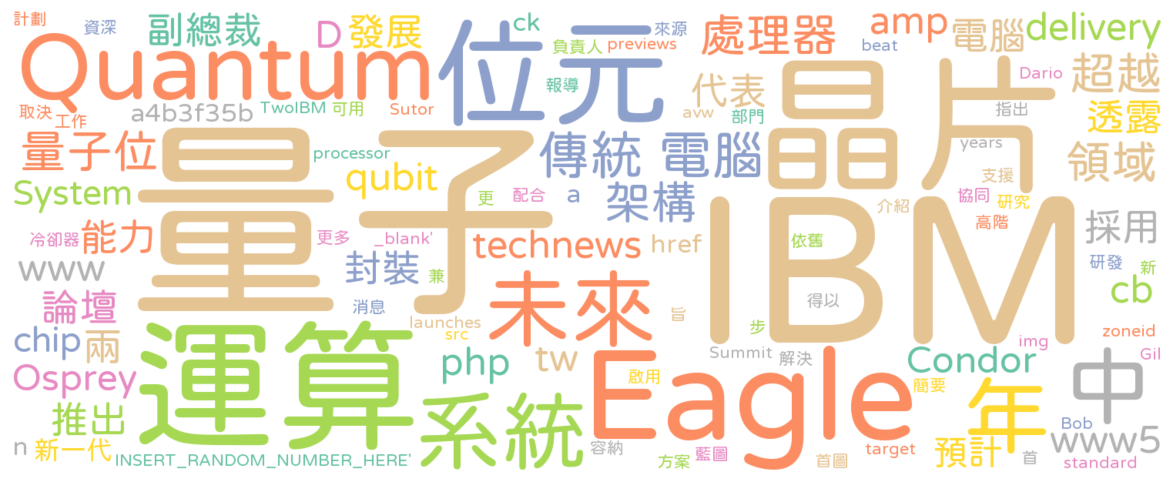 計劃
資深
副總裁
D
發展
ck
負責人
previews
來源
處理器
amp
beat
電腦
delivery
Quantum
位元
報導
代表
晶片
Dario
超越
取決
工作
a4b3f35b
TwoIBM
可用
Sutor
avw
部門
指出
透露
量子位
量子
processor
傳統
電腦
years
領域
System
qubit
更
配合
a
架構
支援
協同
研究
IBM
介紹
高階
採用
冷卻器
能力
更多
_blank'
technews
href
依舊
www
封裝
兼
研發
新
論壇
消息
未來
得以
cb
launches
src
旨
步
chip
兩
運算
php
tw
Summit
解決
Condor
img
zoneid
Gil
Osprey
系統
Eagle
啟用
簡要
年
中
推出
Bob
www5
n
新一代
INSERT_RANDOM_NUMBER_HERE'
容納
方案
藍圖
首圖
target
預計
首
standard